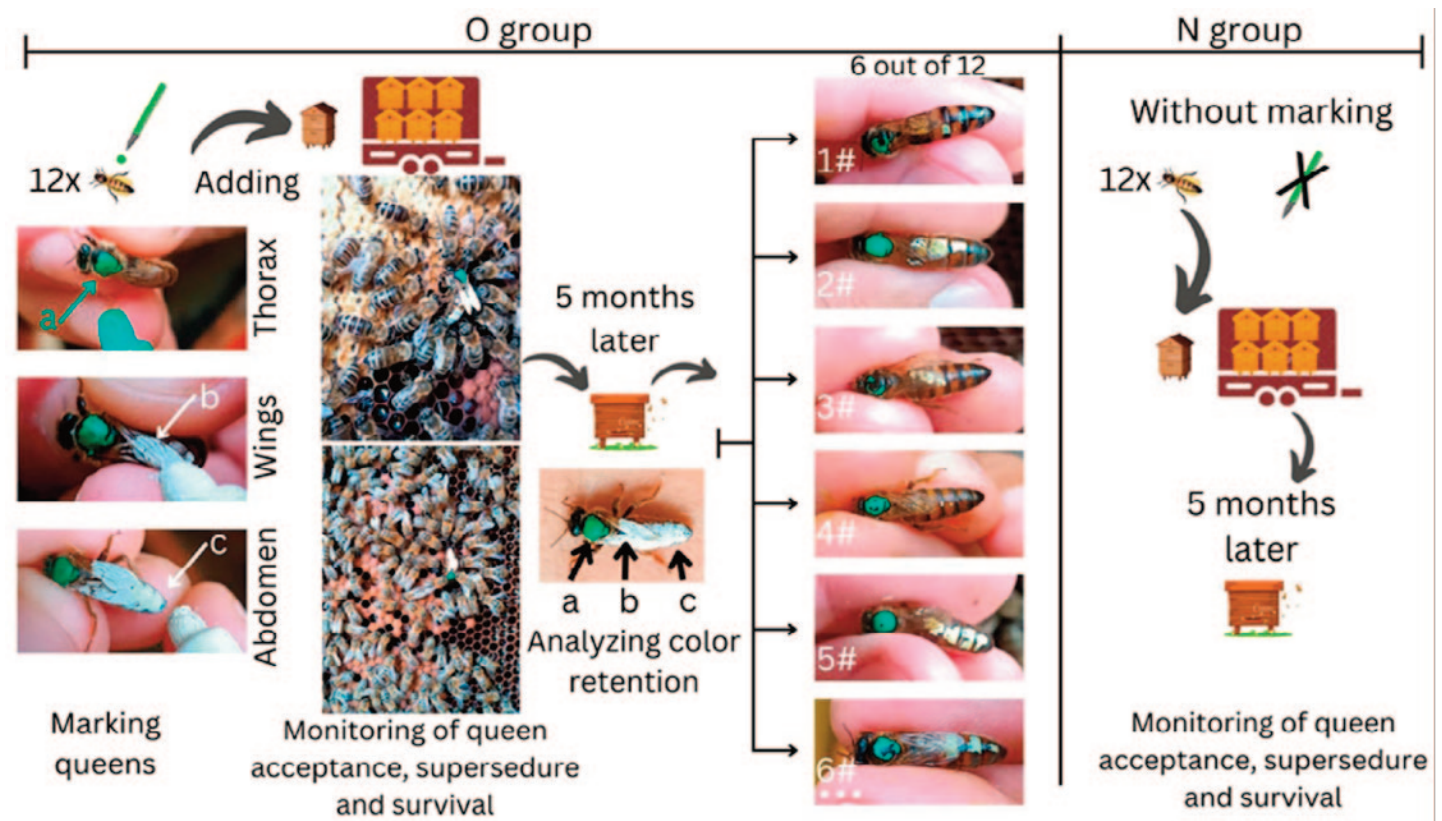 O group
N group
12x
Adding
a
Thorax
b
Wings
c
Abdomen
Marking
queens
Monitoring of queen
acceptance, supersedure
and survival
5 months
later
a b c
Analyzing color
retention
6 out of 12
1#
2#
3#
4#
5#
6#
Without marking
12x
5 months
later
Monitoring of queen
acceptance, supersedure
and survival